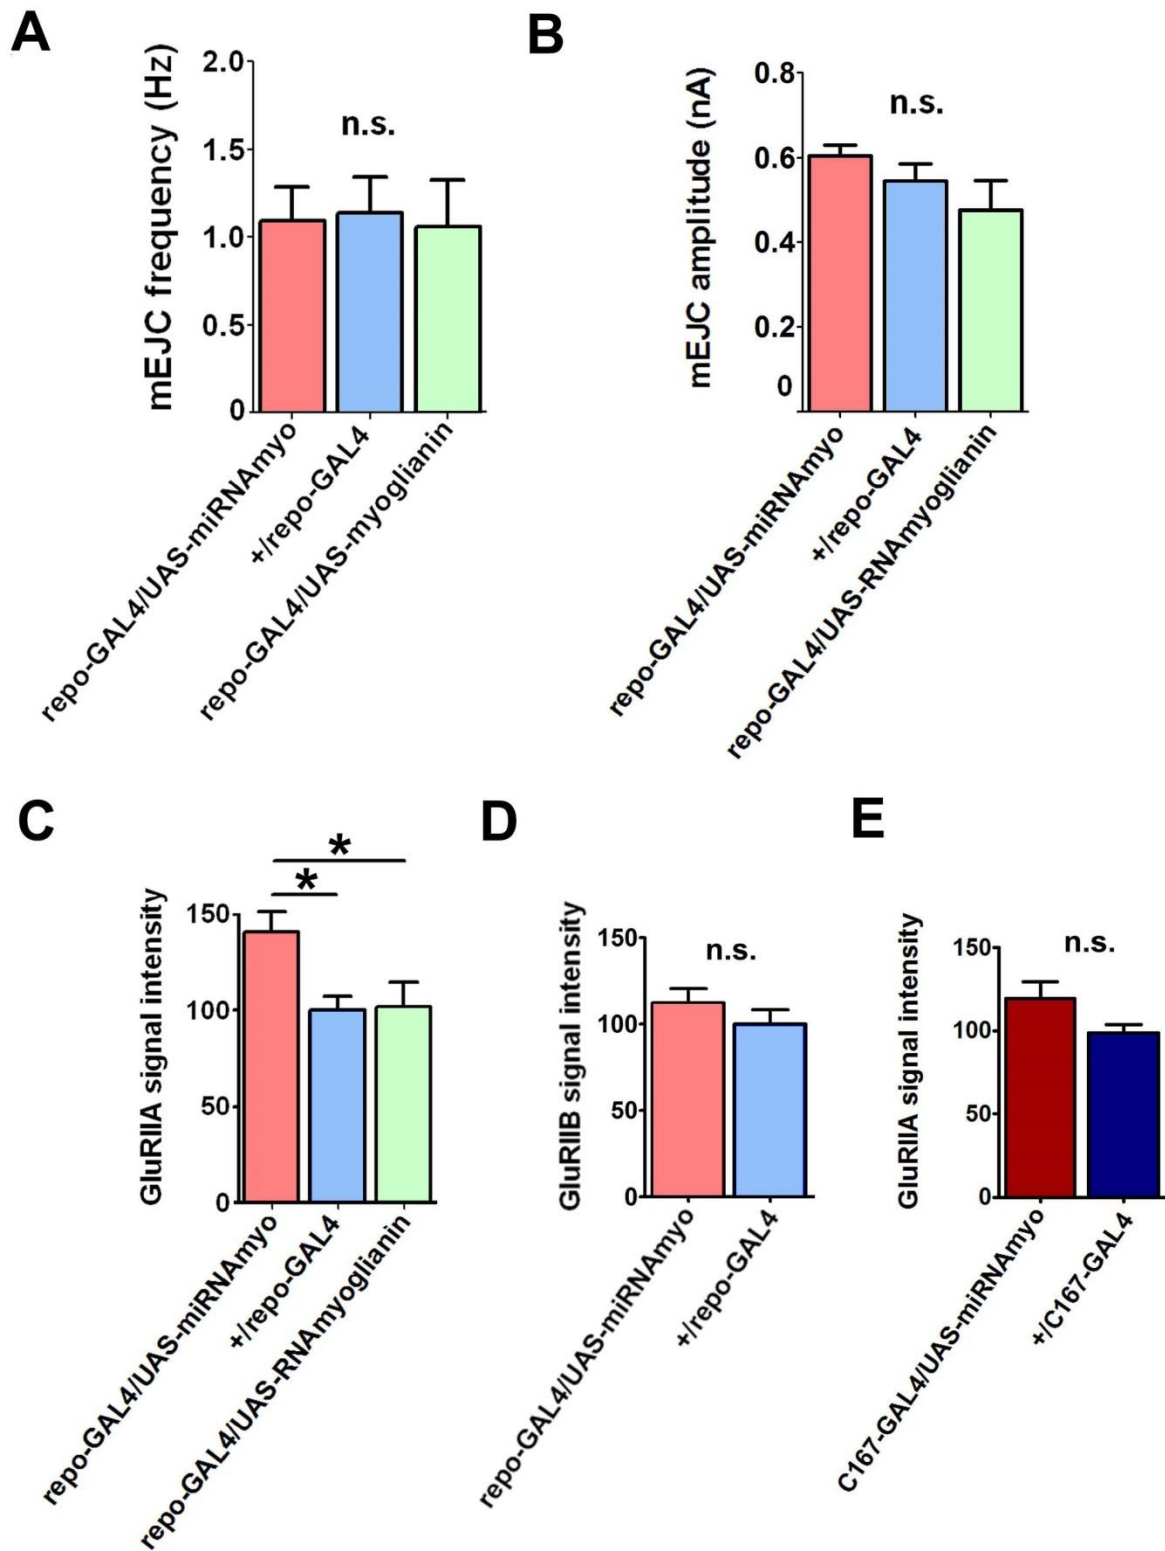 A
mEJC frequency (Hz)
2.0
1.5
1.0
0.5
0
n.s.
repo-GAL4/UAS-miRNAmyo
+/repo-GAL4
repo-GAL4/UAS-myoglianin
B
mEJC amplitude (nA)
0.8
0.6
0.4
0.2
0
n.s.
repo-GAL4/UAS-miRNAmyo
+/repo-GAL4
repo-GAL4/UAS-RNAmyoglianin
C
GluRIIA signal intensity
150
100
50
0
*
*
repo-GAL4/UAS-miRNAmyo
+/repo-GAL4
repo-GAL4/UAS-RNAmyoglianin
D
GluRIIB signal intensity
150
100
50
0
n.s.
repo-GAL4/UAS-miRNAmyo
+/repo-GAL4
E
GluRIIA signal intensity
150
100
50
0
n.s.
C167-GAL4/UAS-miRNAmyo
+/C167-GAL4